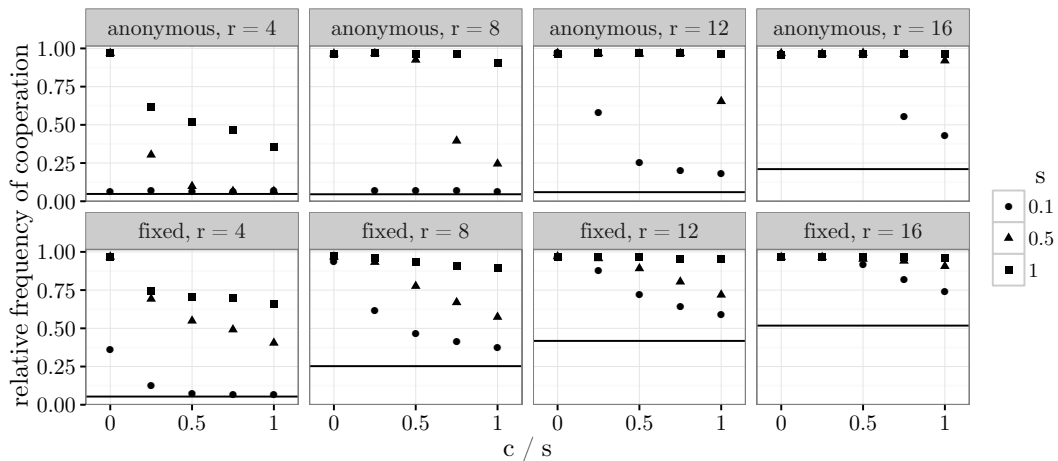 anonymous, r = 4
anonymous, r = 8
anonymous, r = 12
anonymous, r = 16
relative frequency of cooperation
1.00
0.75
0.50
0.25
0.00
fixed, r = 4
fixed, r = 8
fixed, r = 12
fixed, r = 16
1.00
0.75
0.50
0.25
0.00
0 0.5 1
0 0.5 1
0 0.5 1
0 0.5 1
c / s
s
0.1
0.5
1